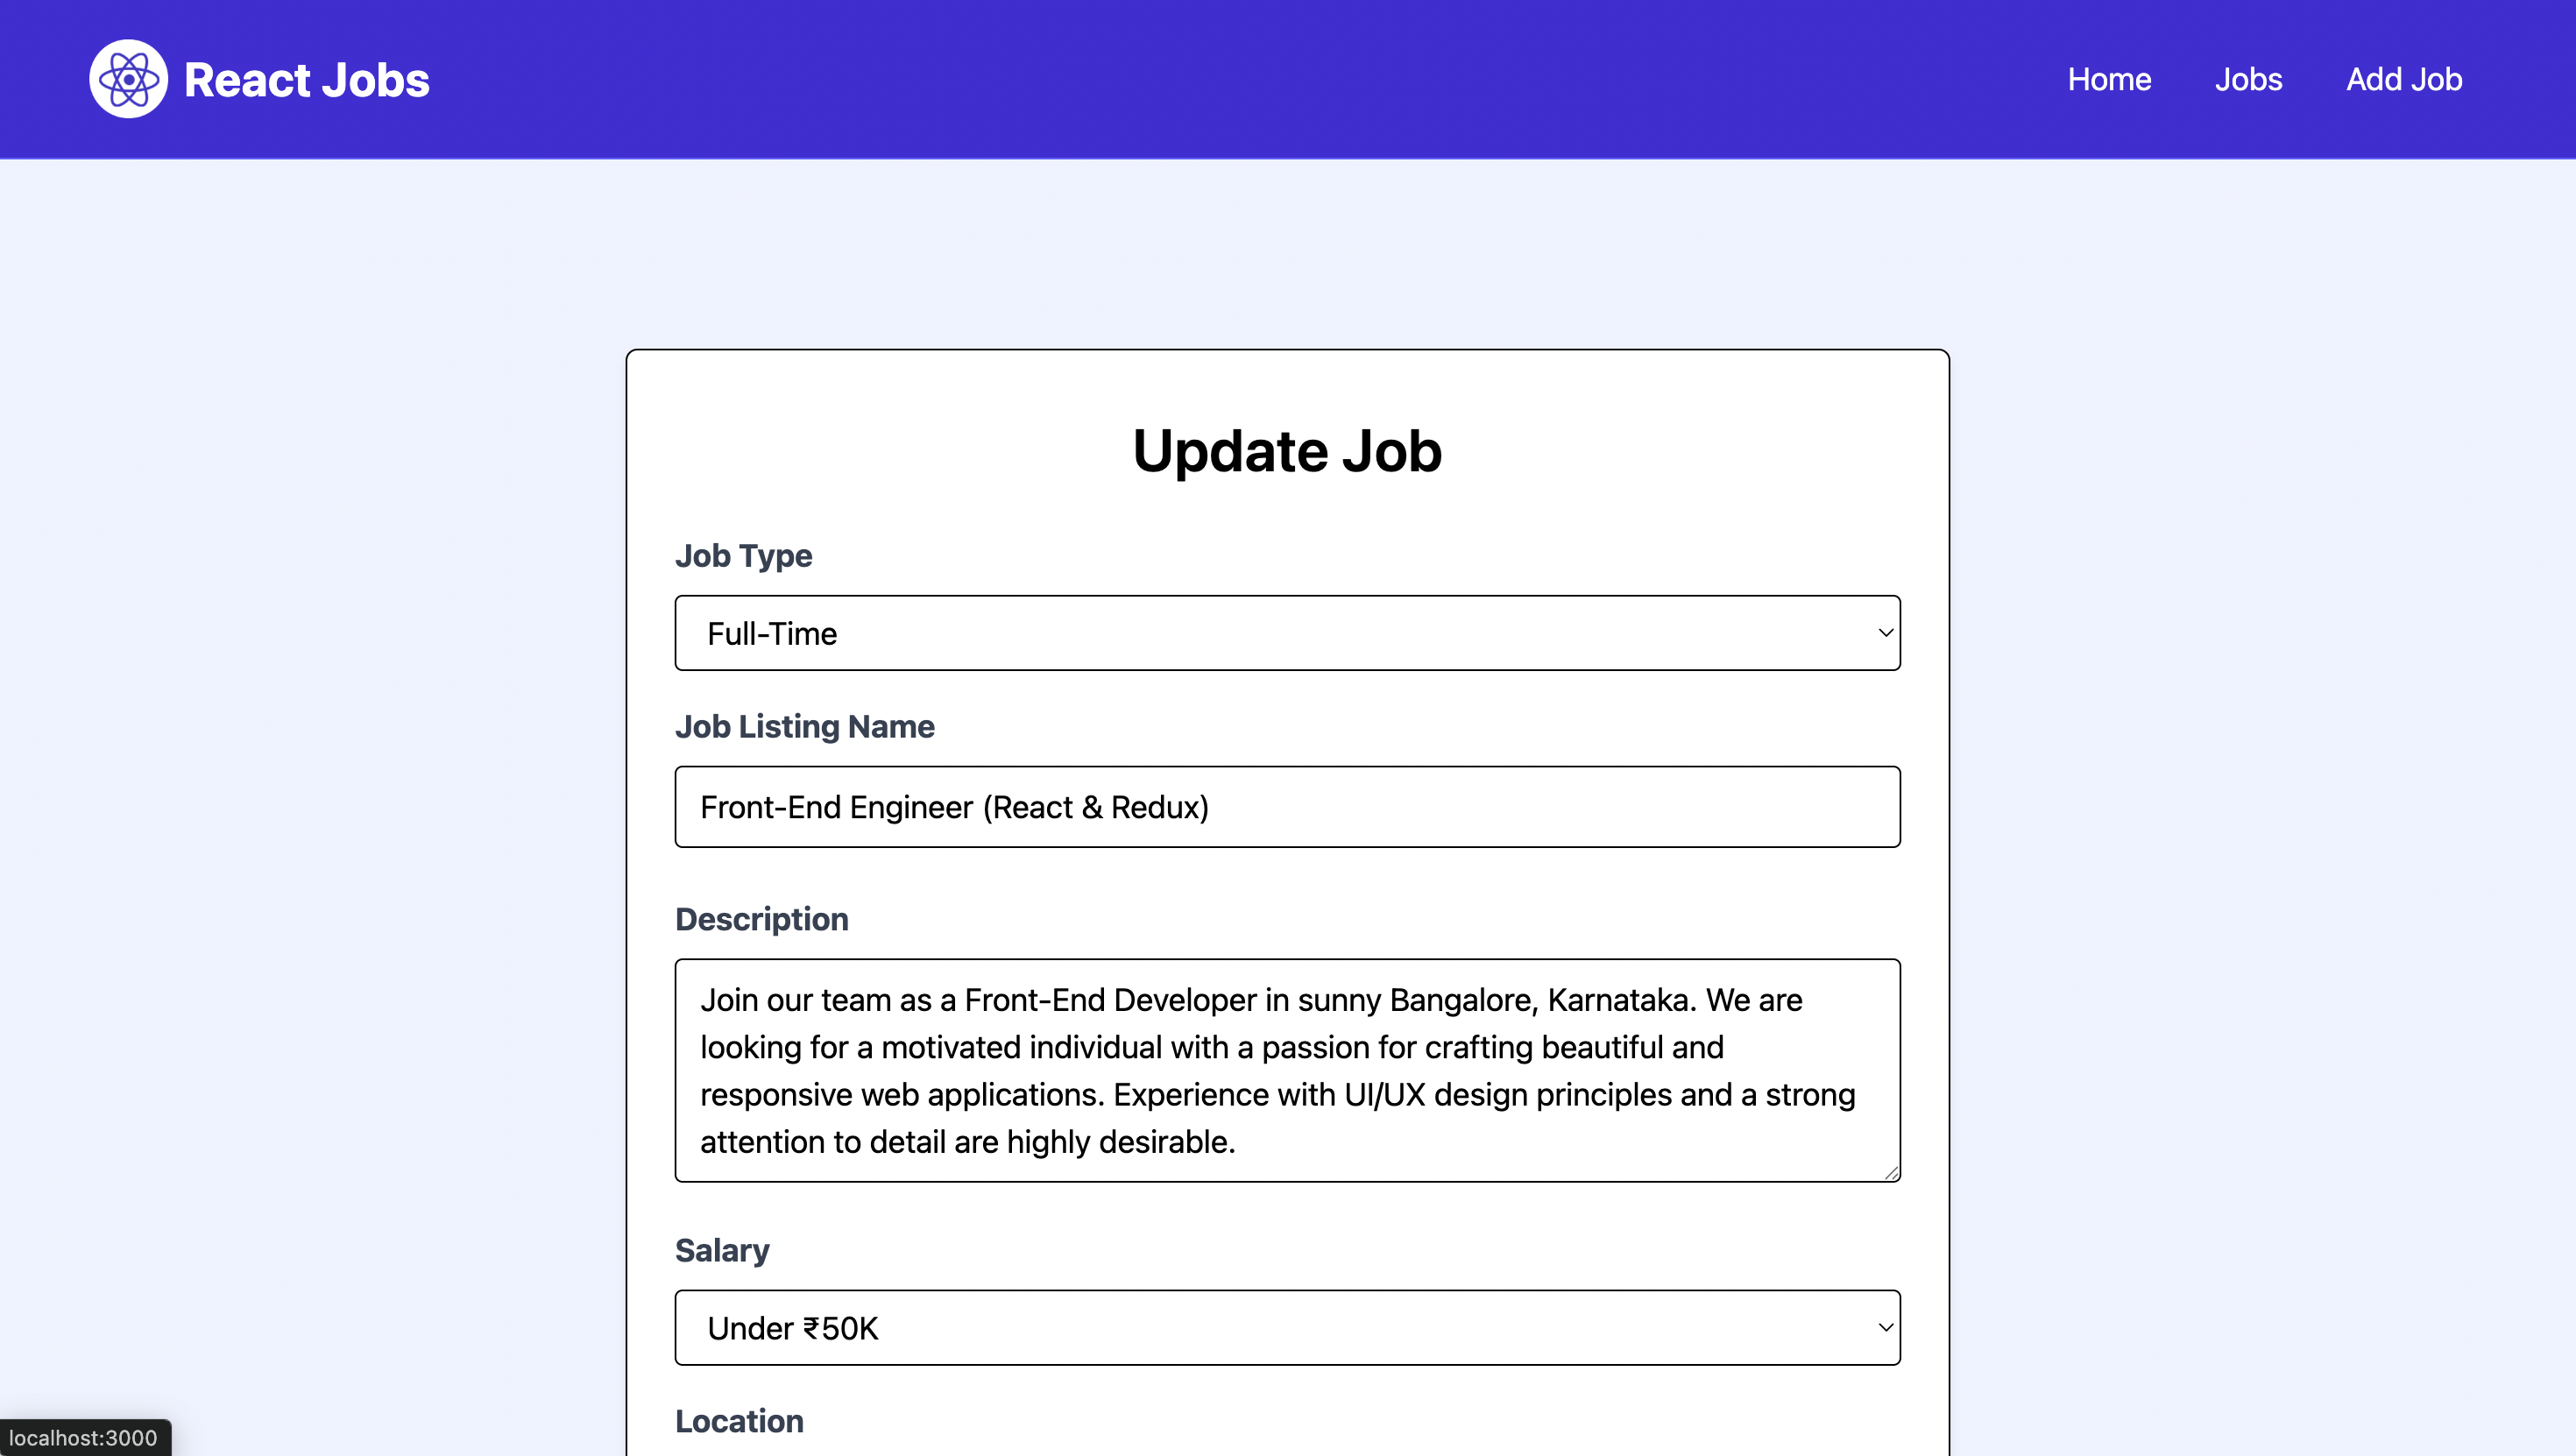 React Jobs
Home
Jobs
Add Job
Update Job
Job Type
Full-Time
Job Listing Name
Front-End Engineer (React & Redux)
Description
Join our team as a Front-End Developer in sunny Bangalore, Karnataka. We are
looking for a motivated individual with a passion for crafting beautiful and
responsive web applications. Experience with UI/UX design principles and a strong
attention to detail are highly desirable.
Salary
Under ₹50K
Location
localhost:3000